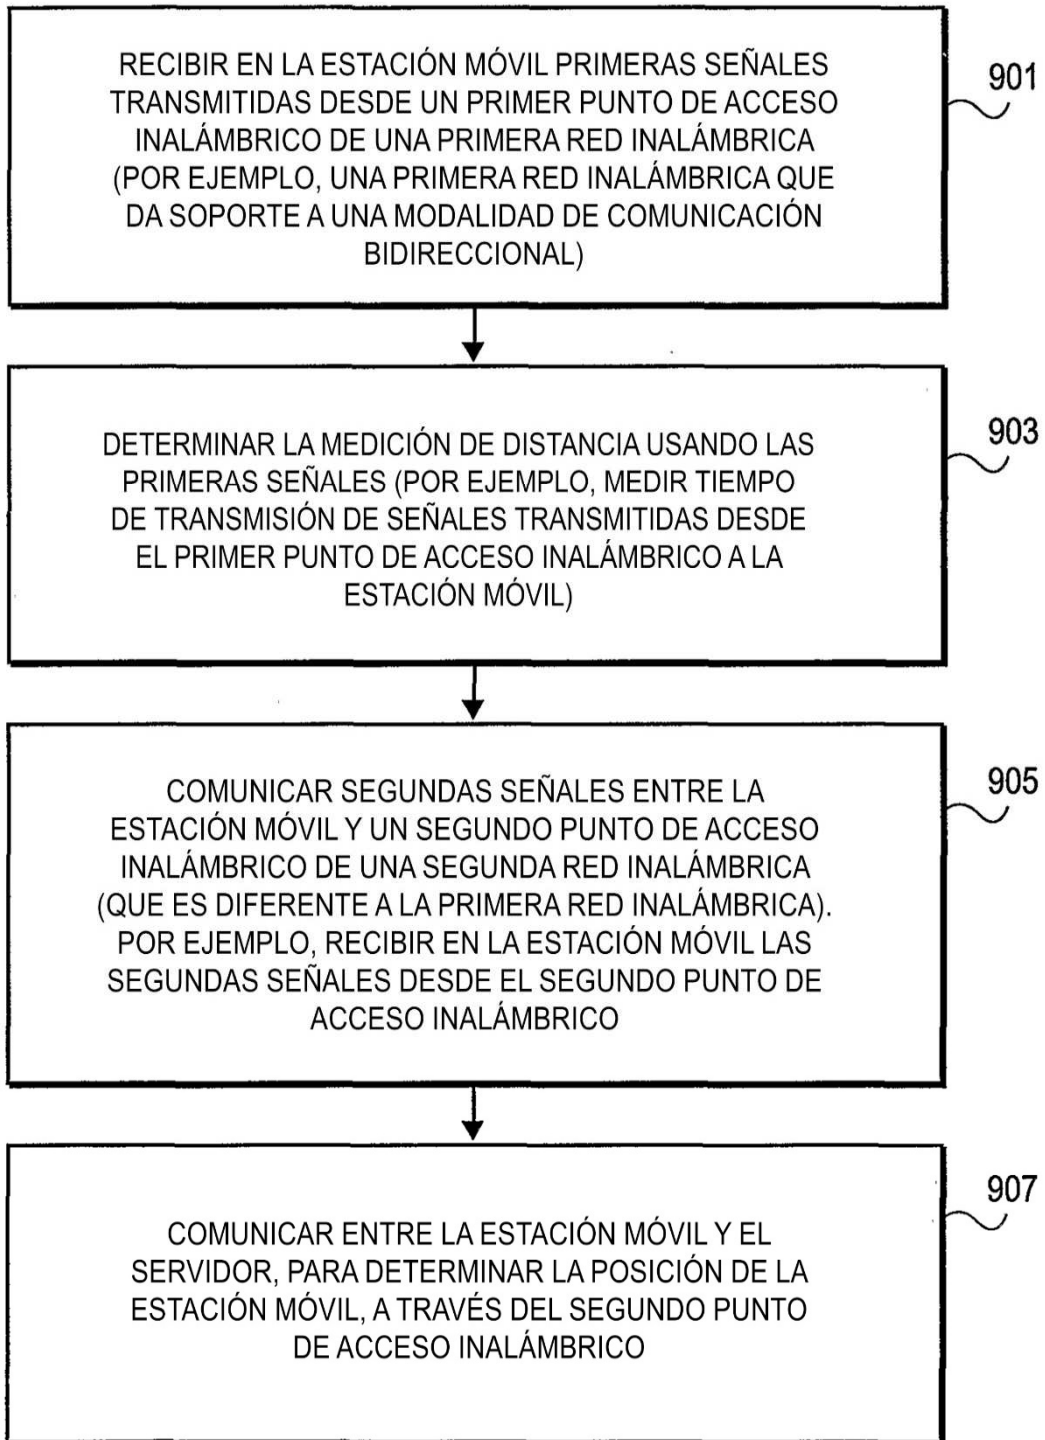 RECIBIR EN LA ESTACIÓN MÓVIL PRIMERAS SEÑALES
TRANSMITIDAS DESDE UN PRIMER PUNTO DE ACCESO
INALÁMBRICO DE UNA PRIMERA RED INALÁMBRICA
(POR EJEMPLO, UNA PRIMERA RED INALÁMBRICA QUE
DA SOPORTE A UNA MODALIDAD DE COMUNICACIÓN
BIDIRECCIONAL)
901
DETERMINAR LA MEDICIÓN DE DISTANCIA USANDO LAS
PRIMERAS SEÑALES (POR EJEMPLO, MEDIR TIEMPO
DE TRANSMISIÓN DE SEÑALES TRANSMITIDAS DESDE
EL PRIMER PUNTO DE ACCESO INALÁMBRICO A LA
ESTACIÓN MÓVIL)
903
COMUNICAR SEGUNDAS SEÑALES ENTRE LA
ESTACIÓN MÓVIL Y UN SEGUNDO PUNTO DE ACCESO
INALÁMBRICO DE UNA SEGUNDA RED INALÁMBRICA
(QUE ES DIFERENTE A LA PRIMERA RED INALÁMBRICA).
POR EJEMPLO, RECIBIR EN LA ESTACIÓN MÓVIL LAS
SEGUNDAS SEÑALES DESDE EL SEGUNDO PUNTO DE
ACCESO INALÁMBRICO
905
COMUNICAR ENTRE LA ESTACIÓN MÓVIL Y EL
SERVIDOR, PARA DETERMINAR LA POSICIÓN DE LA
ESTACIÓN MÓVIL, A TRAVÉS DEL SEGUNDO PUNTO
DE ACCESO INALÁMBRICO
907